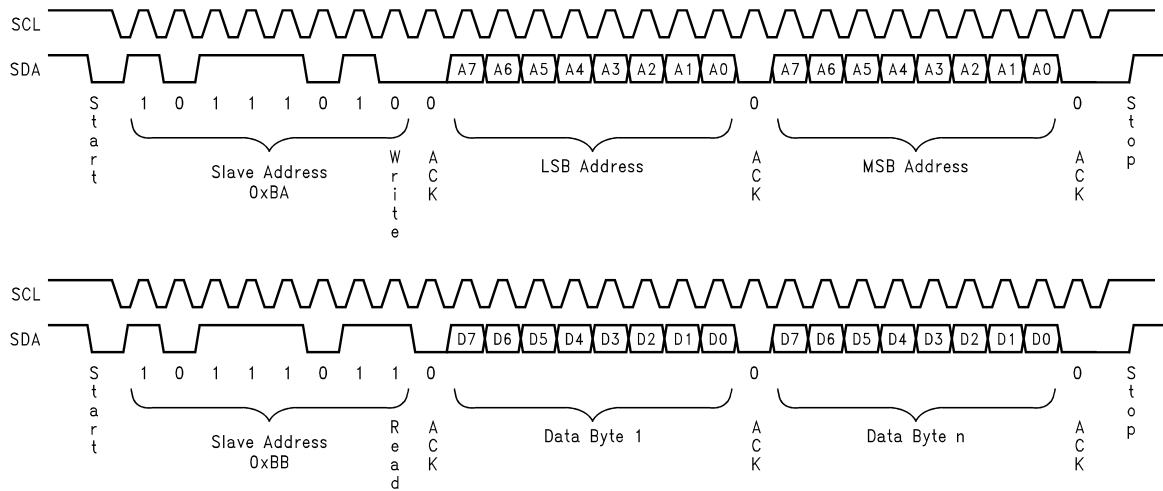 SCL
SDA A7 A6 A5 A4 A3 A2 A1 A0 A7 A6 A5 A4 A3 A2 A1 A0
Start 1 0 1 1 1 0 1 0 0 0 0 Stop
Slave Address 0xBA Write ACK LSB Address ACK MSB Address ACK
SCL
SDA D7 D6 D5 D4 D3 D2 D1 D0 D7 D6 D5 D4 D3 D2 D1 D0
Start 1 0 1 1 1 0 1 1 0 0 0 Stop
Slave Address 0xBB Read ACK Data Byte 1 ACK Data Byte n ACK